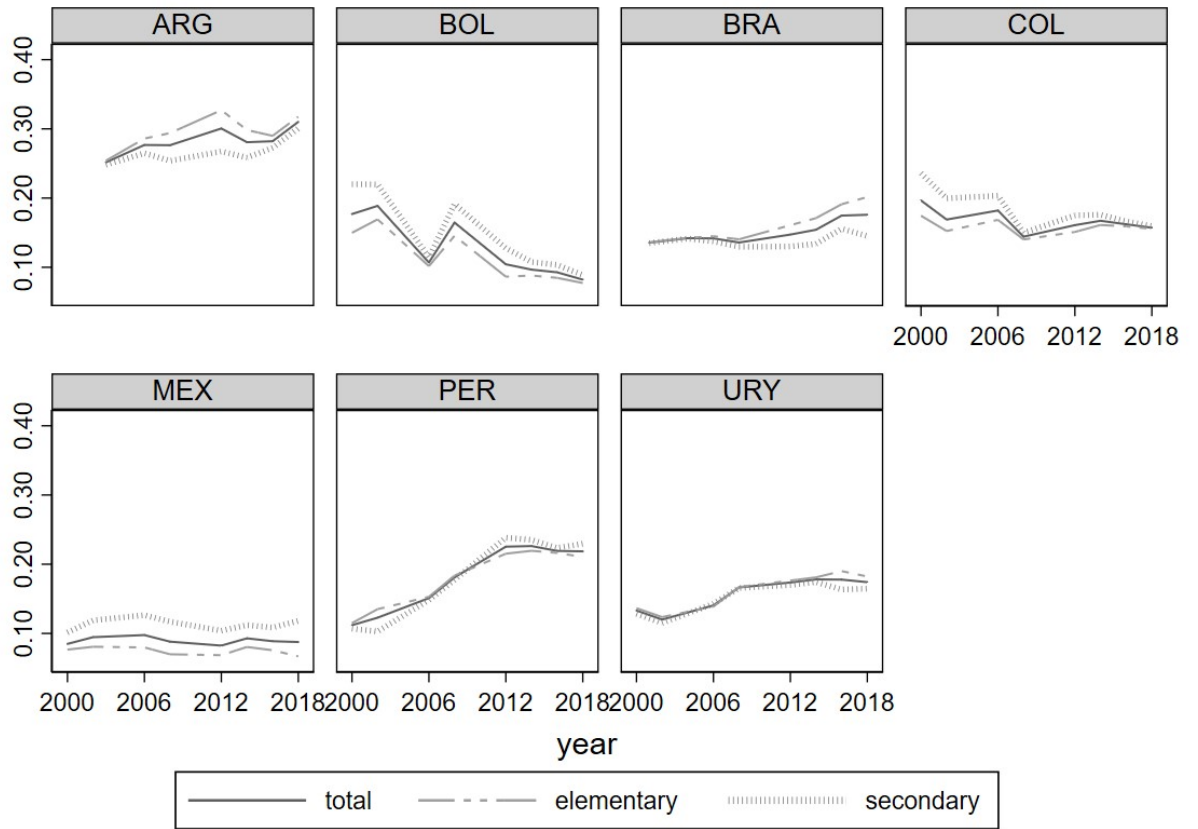 ARG BOL BRA COL
0.40
0.30
0.20
0.10
2000 2006 2012 2018
MEX PER URY
0.40
0.30
0.20
0.10
2000 2006 2012 2018 2000 2006 2012 2018 2000 2006 2012 2018
year
total elementary secondary